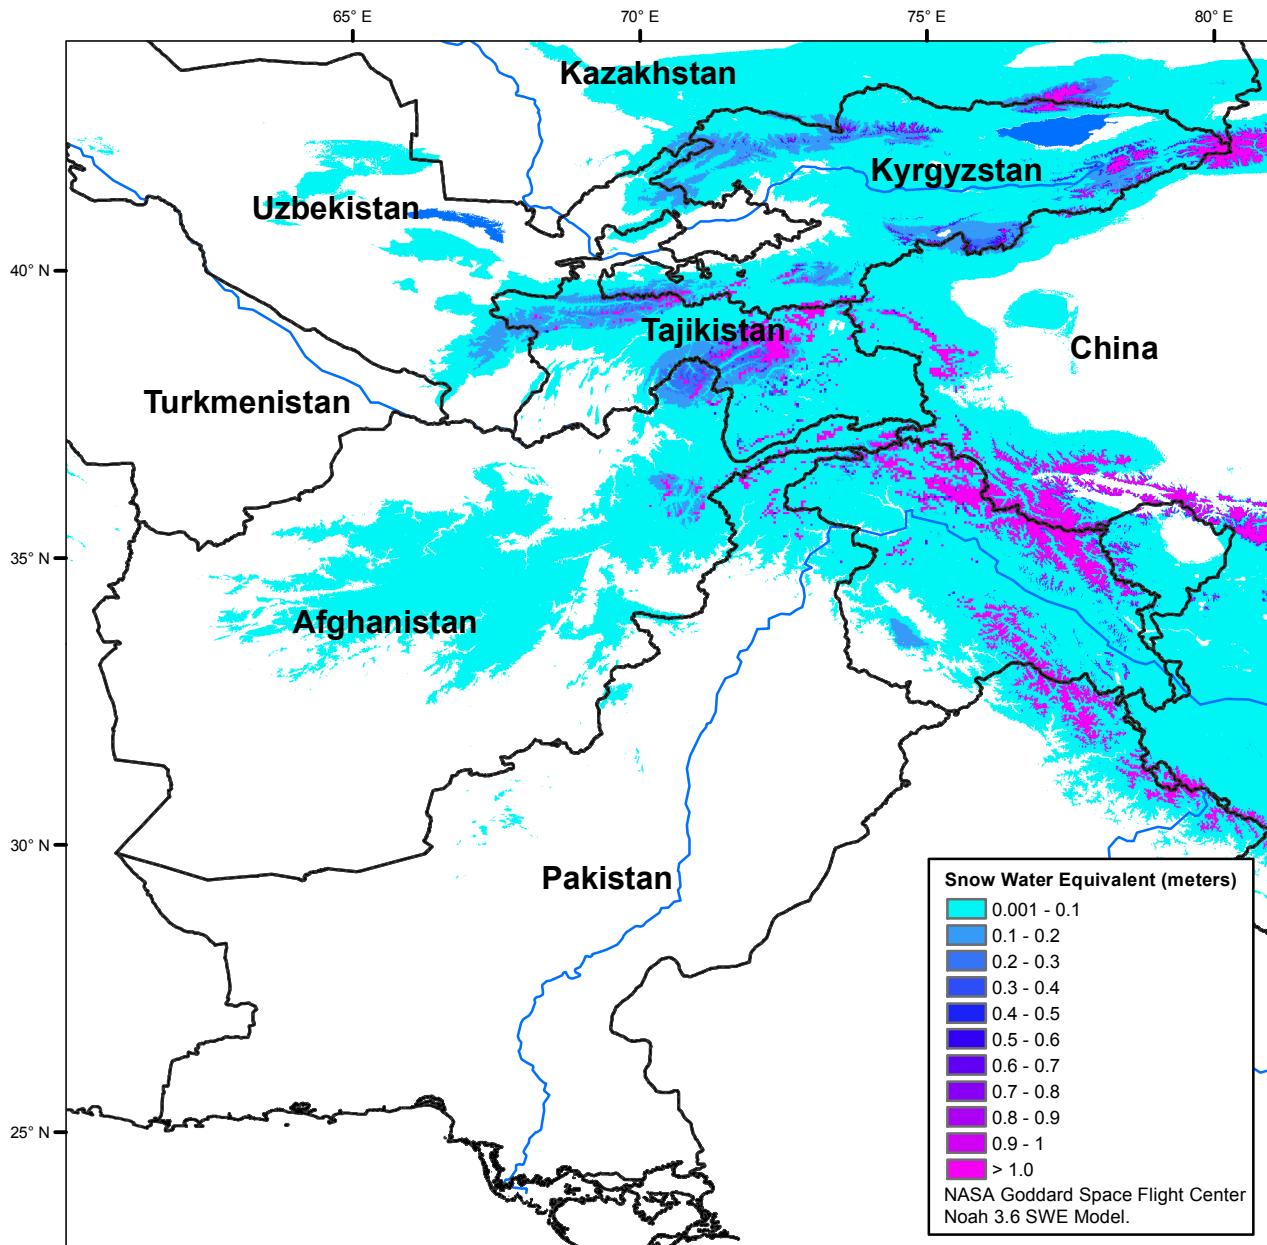 65° E
70° E
75° E
80° E
Kazakhstan
Kyrgyzstan
Uzbekistan
40° N
Tajikistan
China
Turkmenistan
35° N
Afghanistan
30° N
Pakistan
Snow Water Equivalent (meters)
0.001 - 0.1
0.1 - 0.2
0.2 - 0.3
0.3 - 0.4
0.4 - 0.5
0.5 - 0.6
0.6 - 0.7
0.7 - 0.8
0.8 - 0.9
0.9 - 1
> 1.0
25° N
NASA Goddard Space Flight Center
Noah 3.6 SWE Model.